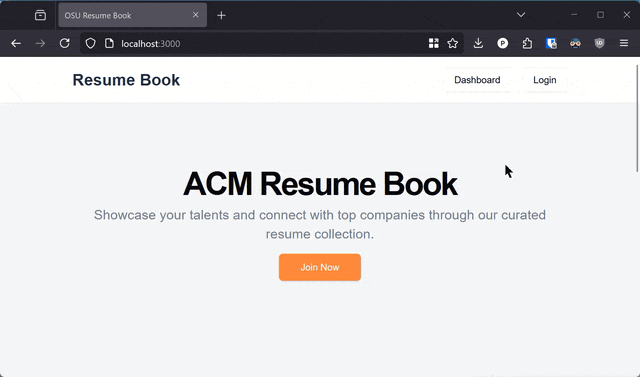 OSU Resume Book
localhost:3000
Resume Book
Dashboard
Login
ACM Resume Book
Showcase your talents and connect with top companies through our curated
resume collection.
Join Now